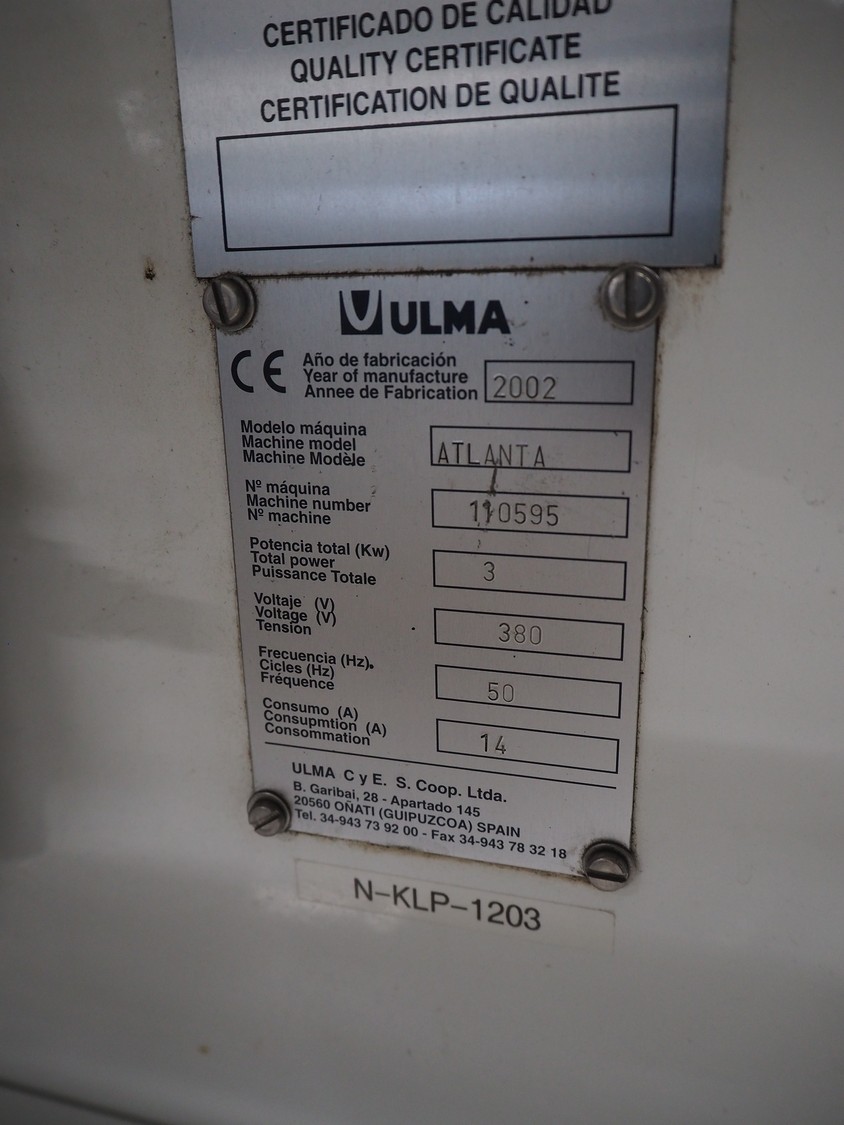 CERTIFICADO DE CALIDAD
QUALITY CERTIFICATE
CERTIFICATION DE QUALITE
ULMA
CE
Año de fabricación
Year of manufacture
Annee de Fabrication
2002
Modelo máquina
Machine model
Machine Modèle
ATLANTA
Nº máquina
Machine number
Nº machine
110595
Potencia total (Kw)
Total power
Puissance Totale
3
Voltaje (V)
Voltage (V)
Tensión
380
Frecuencia (Hz).
Cicles (Hz)
Fréquence
50
Consumo (A)
Consupmtion (A)
Consommation
14
ULMA C y E. S. Coop. Ltda.
B. Garibai, 28 - Apartado 145
20560 OÑATI (GUIPUZCOA) SPAIN
Tel. 34-943 73 92 00 - Fax 34-943 78 32 18
N-KLP-1203